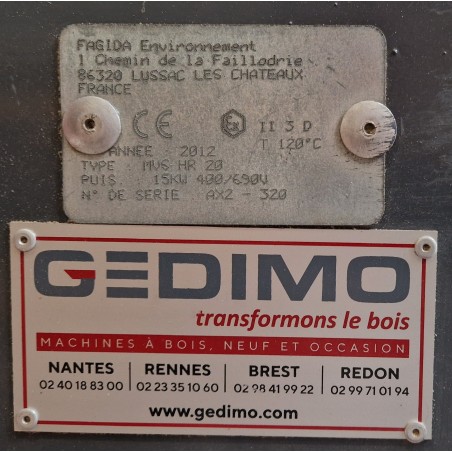 FAGIDA Environnement
1 Chemin de la Faillodrie
86320 LUSSAC LES CHATEAUX
FRANCE
CE Ex II 3 D
T 120°C
ANNEE : 2012
TYPE : MVS HR 20
PUIS. : 15KW 400/690V
N° DE SERIE : AX2 - 320
GEDIMO
transformons le bois
MACHINES À BOIS, NEUF ET OCCASION
NANTES RENNES BREST REDON
02 40 18 83 00 02 23 35 10 60 02 98 41 99 22 02 99 71 01 94
www.gedimo.com